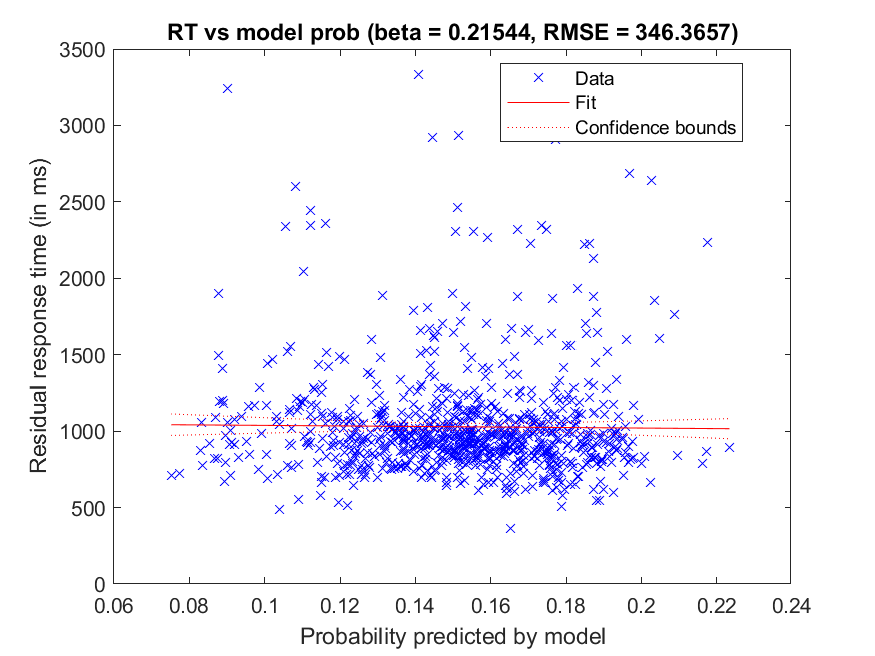 RT vs model prob (beta = 0.21544, RMSE = 346.3657)
3500
3000
2500
2000
1500
1000
500
0
Residual response time (in ms)
Data
Fit
Confidence bounds
0.06 0.08 0.1 0.12 0.14 0.16 0.18 0.2 0.22 0.24
Probability predicted by model